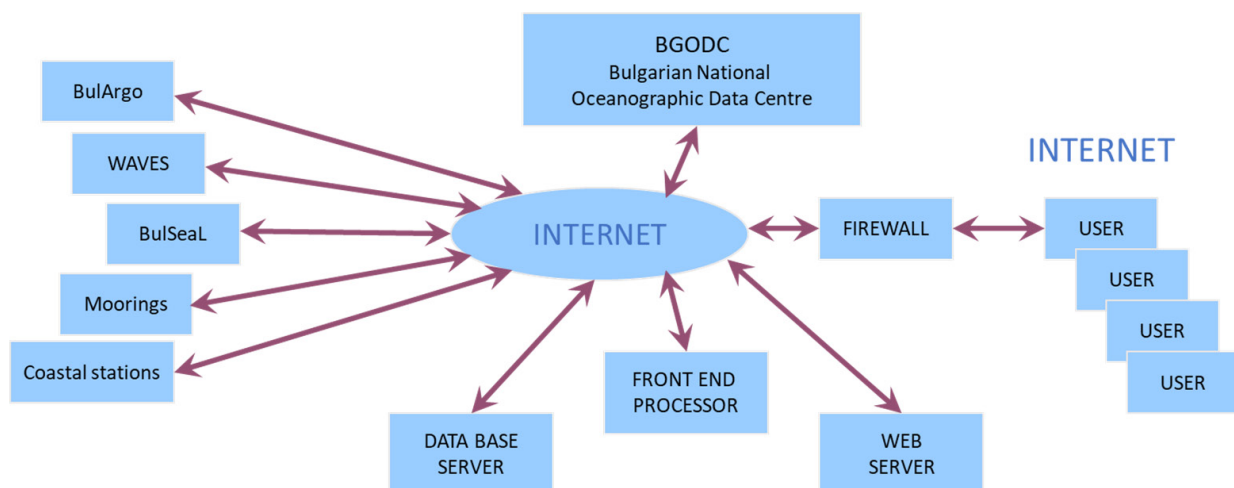 BGODC
Bulgarian National
Oceanographic Data Centre
BulArgo
WAVES
BulSeaL
Moorings
Coastal stations
INTERNET
FIREWALL
INTERNET
USER
USER
USER
USER
DATA BASE
SERVER
FRONT END
PROCESSOR
WEB
SERVER